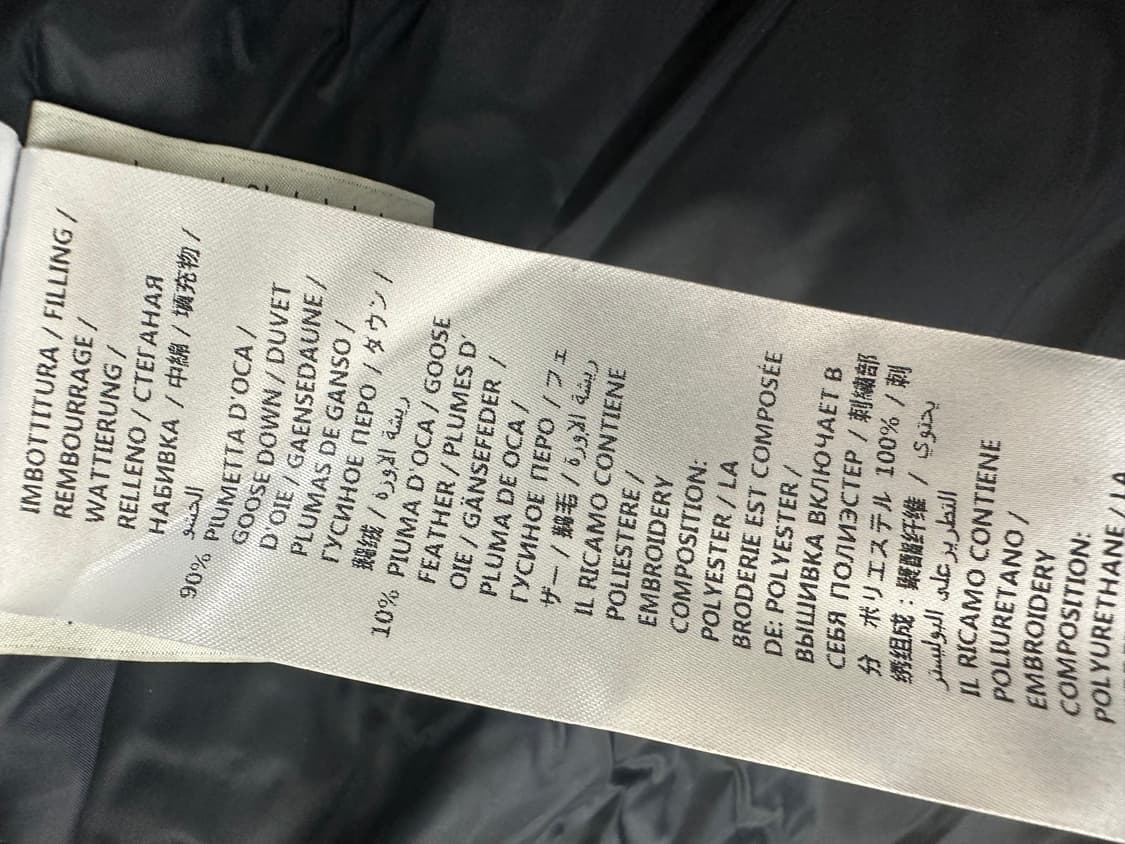 IMBOTTITURA / FILLING /
REMBOURRAGE /
WATTIERUNG /
RELLENO / СТЕГАНАЯ
НАБИВКА / 中綿 / 填充物 /
الحشو
90% PIUMETTA D'OCA /
GOOSE DOWN / DUVET
D'OIE / GAENSEDAUNE /
PLUMAS DE GANSO /
ГУСИНОЕ ПЕРО / ダウン /
鹅绒 / ريشة الاوزة
10% PIUMA D'OCA / GOOSE
FEATHER / PLUMES D'
OIE / GÄNSEFEDER /
PLUMA DE OCA /
ГУСИНОЕ ПЕРО / フェ
ザー / 鹅毛 / ريشة الاوزة
IL RICAMO CONTIENE
POLIESTERE /
EMBROIDERY
COMPOSITION:
POLYESTER / LA
BRODERIE EST COMPOSÉE
DE: POLYESTER /
ВЫШИВКА ВКЛЮЧАЕТ В
СЕБЯ ПОЛИЭСТЕР / 刺繍部
分 ポリエステル 100% / 刺
绣组成 : 聚酯纤维 / يحتوي
التطريز على البوليستر
IL RICAMO CONTIENE
POLIURETANO /
EMBROIDERY
COMPOSITION:
POLYURETHANE / LA